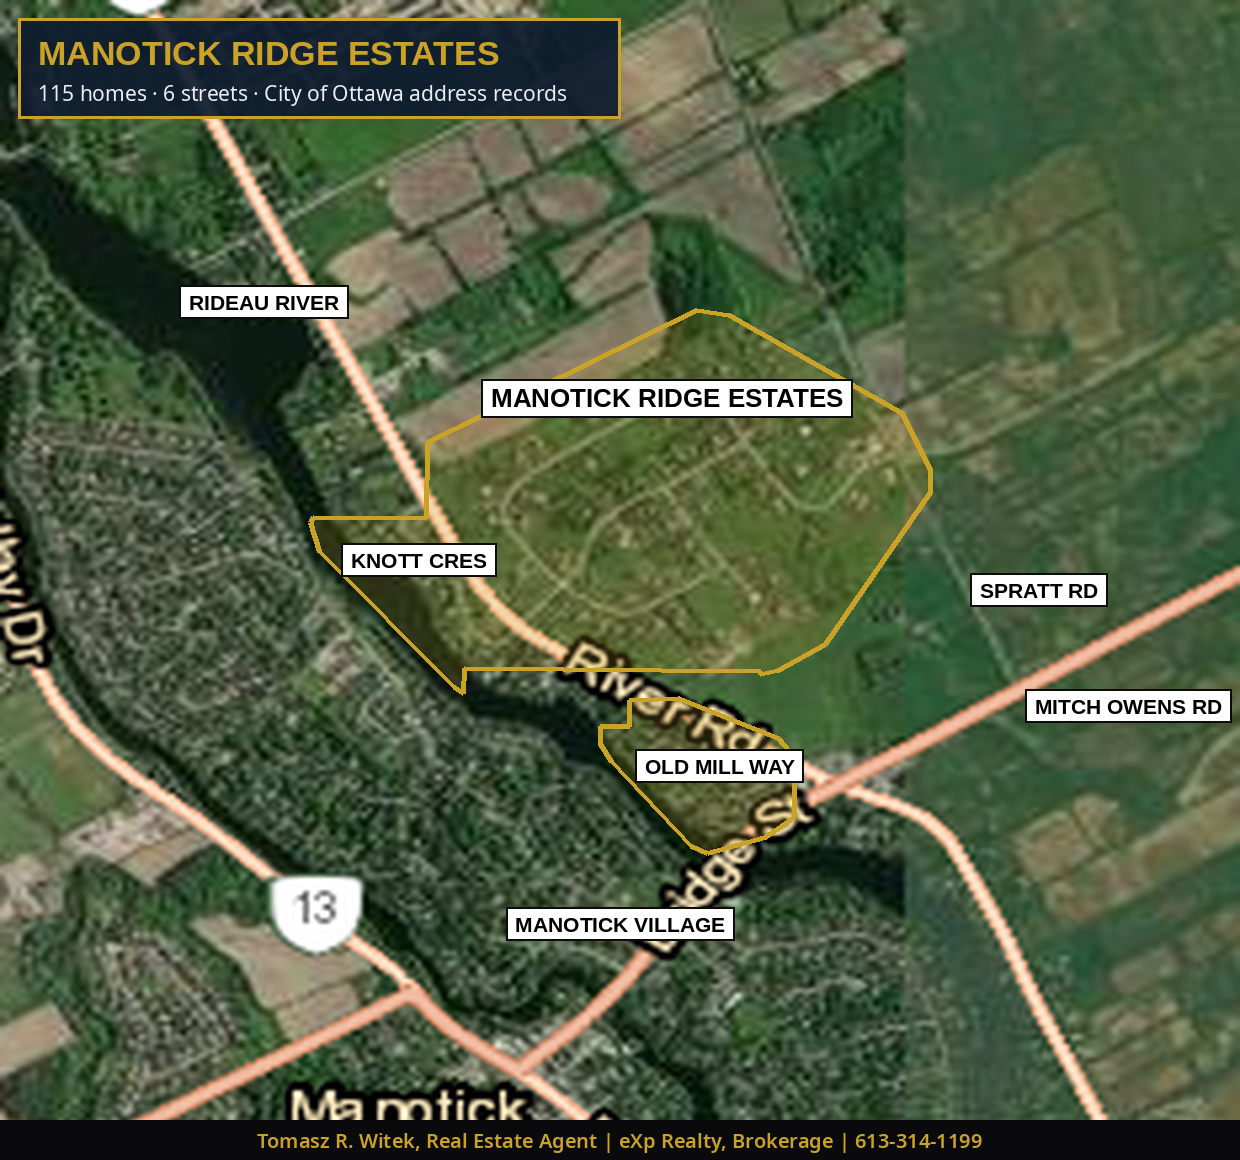 MANOTICK RIDGE ESTATES
115 homes · 6 streets · City of Ottawa address records
RIDEAU RIVER
MANOTICK RIDGE ESTATES
KNOTT CRES
SPRATT RD
River Rd
MITCH OWENS RD
OLD MILL WAY
13
MANOTICK VILLAGE
Manotick
Tomasz R. Witek, Real Estate Agent | eXp Realty, Brokerage | 613-314-1199